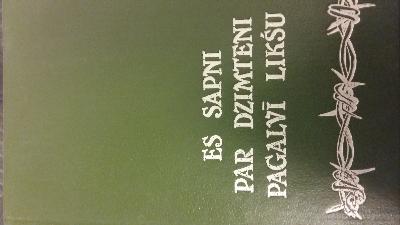 ES SAPNI
PAR DZIMTENI
PAGALVĪ LIKŠU